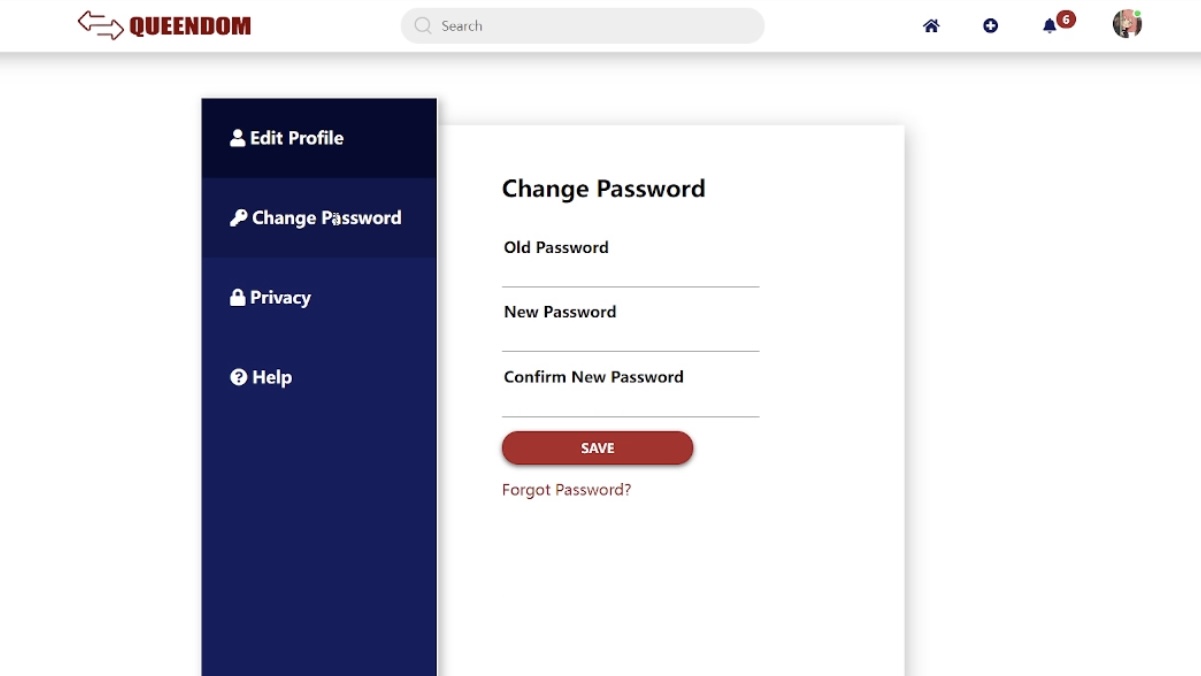 QUEENDOM
Search
6
Edit Profile
Change Password
Privacy
Help
Change Password
Old Password
New Password
Confirm New Password
SAVE
Forgot Password?